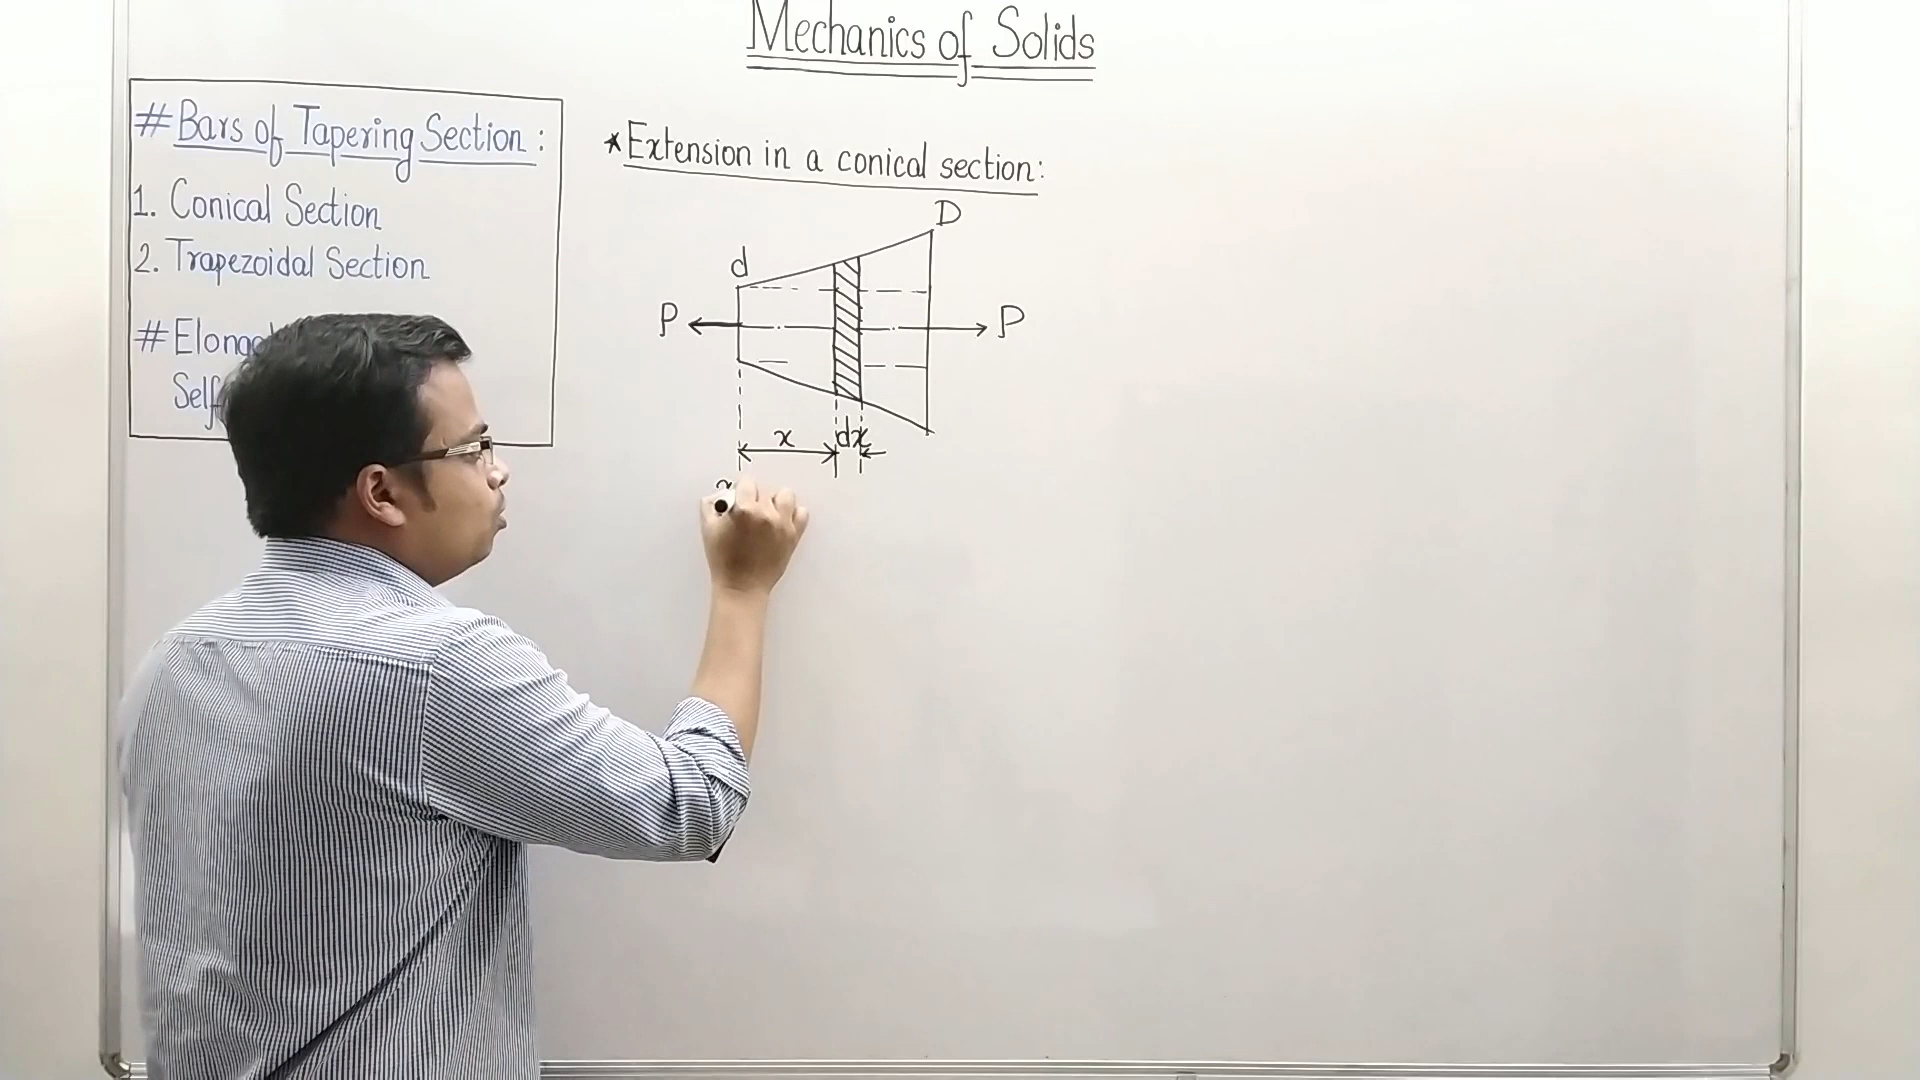 Mechanics of Solids
# Bars of Tapering Section:
1. Conical Section
2. Trapezoidal Section
#
Self
* Extension in a conical section:
D
d
P
P
x
dx